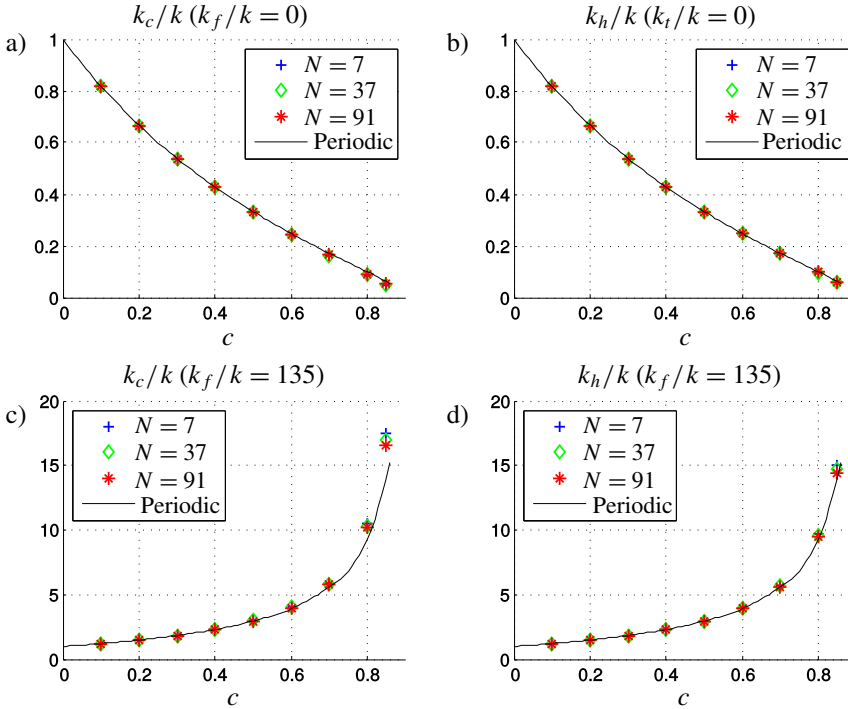 a)
k_c/k (k_f/k = 0)
1
0.8
0.6
0.4
0.2
0
N = 7
N = 37
N = 91
Periodic
0 0.2 0.4 0.6 0.8
c
b)
k_h/k (k_t/k = 0)
1
0.8
0.6
0.4
0.2
0
N = 7
N = 37
N = 91
Periodic
0 0.2 0.4 0.6 0.8
c
c)
k_c/k (k_f/k = 135)
20
15
10
5
0
N = 7
N = 37
N = 91
Periodic
0 0.2 0.4 0.6 0.8
c
d)
k_h/k (k_f/k = 135)
20
15
10
5
0
N = 7
N = 37
N = 91
Periodic
0 0.2 0.4 0.6 0.8
c